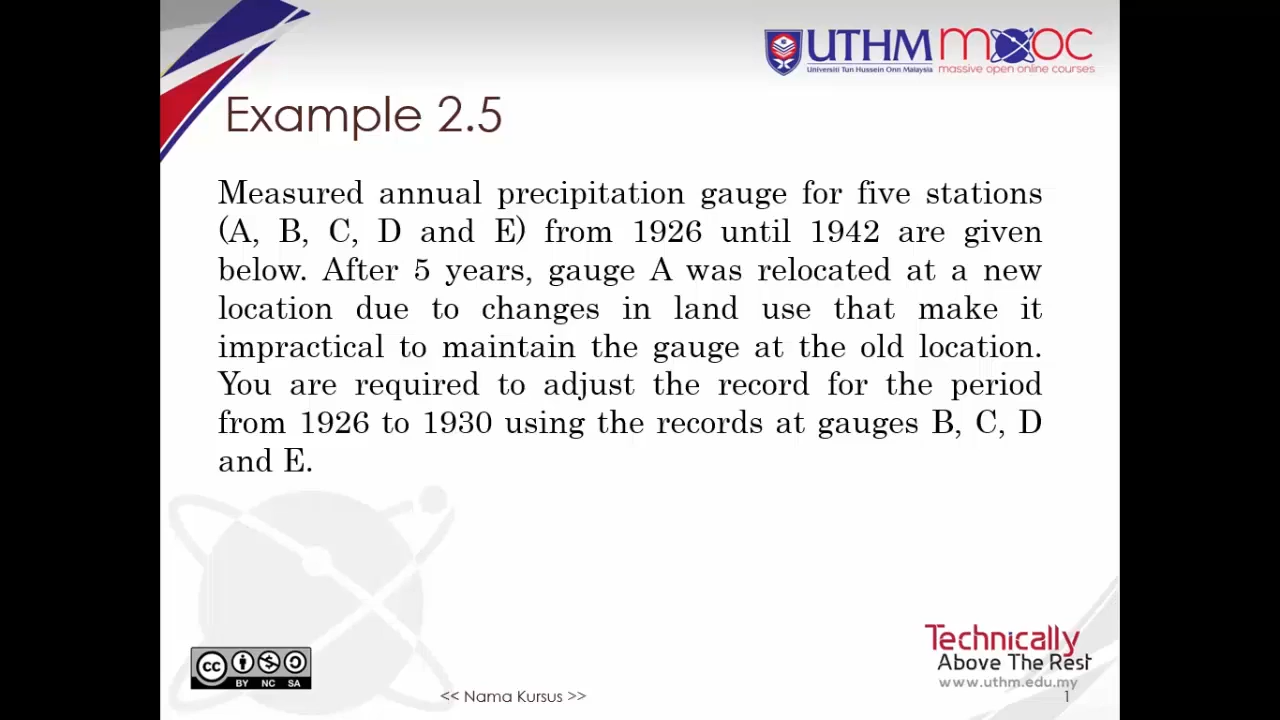 UTHM mooc
Universiti Tun Hussein Onn Malaysia massive open online courses
Example 2.5
Measured annual precipitation gauge for five stations
(A, B, C, D and E) from 1926 until 1942 are given
below. After 5 years, gauge A was relocated at a new
location due to changes in land use that make it
impractical to maintain the gauge at the old location.
You are required to adjust the record for the period
from 1926 to 1930 using the records at gauges B, C, D
and E.
Technically
Above The Rest
www.uthm.edu.my
cc
BY NC SA
<< Nama Kursus >>
1